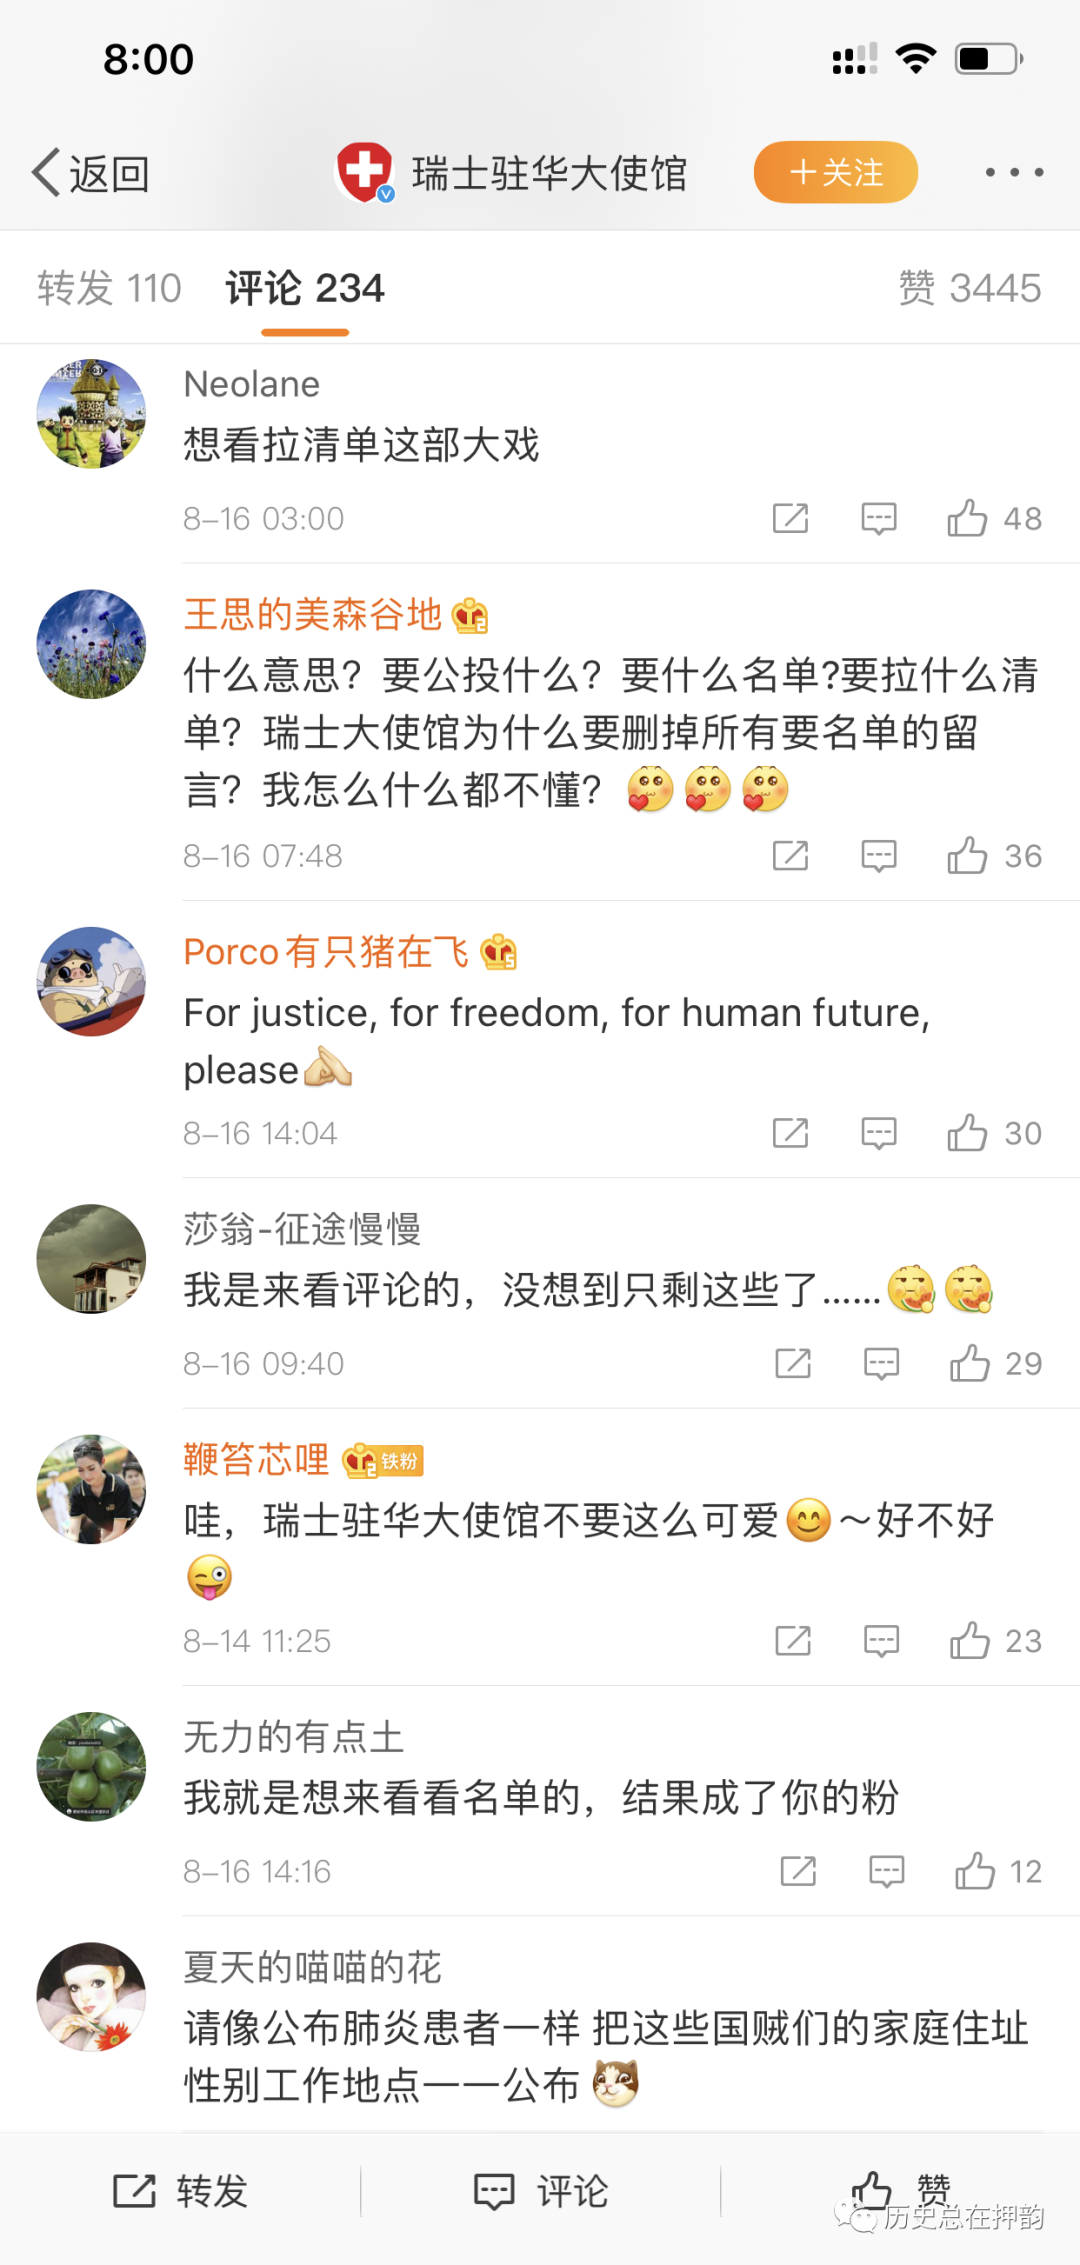 8:00
返回
瑞士驻华大使馆
+关注
转发 110
评论 234
赞 3445
Neolane
想看拉清单这部大戏
8-16 03:00
48
王思的美森谷地
什么意思？要公投什么？要什么名单?要拉什么清
单？瑞士大使馆为什么要删掉所有要名单的留
言？我怎么什么都不懂？
8-16 07:48
36
Porco有只猪在飞
For justice, for freedom, for human future,
please
8-16 14:04
30
莎翁-征途慢慢
我是来看评论的，没想到只剩这些了……
8-16 09:40
29
鞭笞芯哩
铁粉
哇，瑞士驻华大使馆不要这么可爱～好不好
8-14 11:25
23
无力的有点土
我就是想来看看名单的，结果成了你的粉
8-16 14:16
12
夏天的喵喵的花
请像公布肺炎患者一样 把这些国贼们的家庭住址
性别工作地点一一公布
转发
评论
赞
历史总在押韵